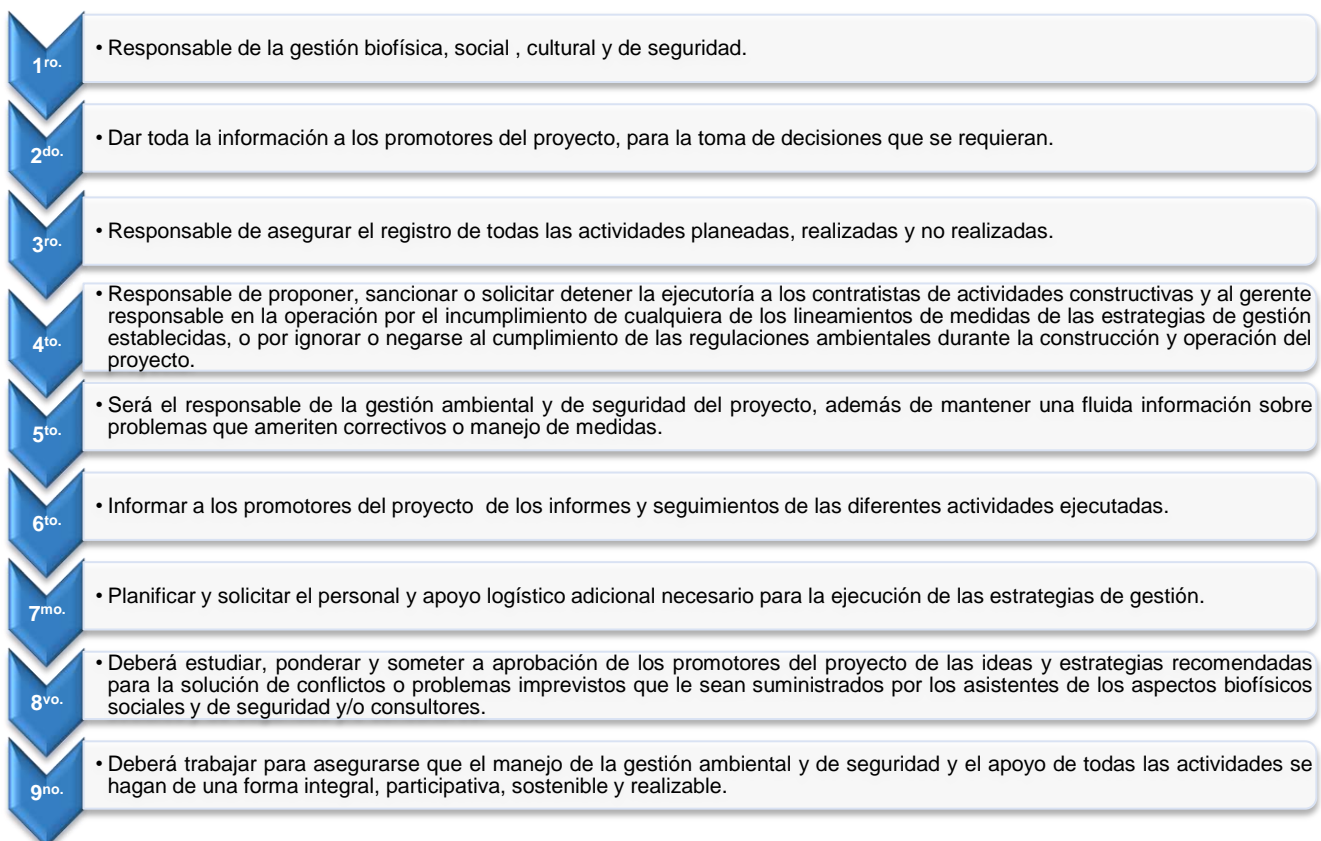 1ro.
• Responsable de la gestión biofísica, social , cultural y de seguridad.
2do.
• Dar toda la información a los promotores del proyecto, para la toma de decisiones que se requieran.
3ro.
• Responsable de asegurar el registro de todas las actividades planeadas, realizadas y no realizadas.
4to.
• Responsable de proponer, sancionar o solicitar detener la ejecutoría a los contratistas de actividades constructivas y al gerente
responsable en la operación por el incumplimiento de cualquiera de los lineamientos de medidas de las estrategias de gestión
establecidas, o por ignorar o negarse al cumplimiento de las regulaciones ambientales durante la construcción y operación del
proyecto.
5to.
• Será el responsable de la gestión ambiental y de seguridad del proyecto, además de mantener una fluida información sobre
problemas que ameriten correctivos o manejo de medidas.
6to.
• Informar a los promotores del proyecto  de los informes y seguimientos de las diferentes actividades ejecutadas.
7mo.
• Planificar y solicitar el personal y apoyo logístico adicional necesario para la ejecución de las estrategias de gestión.
8vo.
• Deberá estudiar, ponderar y someter a aprobación de los promotores del proyecto de las ideas y estrategias recomendadas
para la solución de conflictos o problemas imprevistos que le sean suministrados por los asistentes de los aspectos biofísicos
sociales y de seguridad y/o consultores.
9no.
• Deberá trabajar para asegurarse que el manejo de la gestión ambiental y de seguridad y el apoyo de todas las actividades se
hagan de una forma integral, participativa, sostenible y realizable.